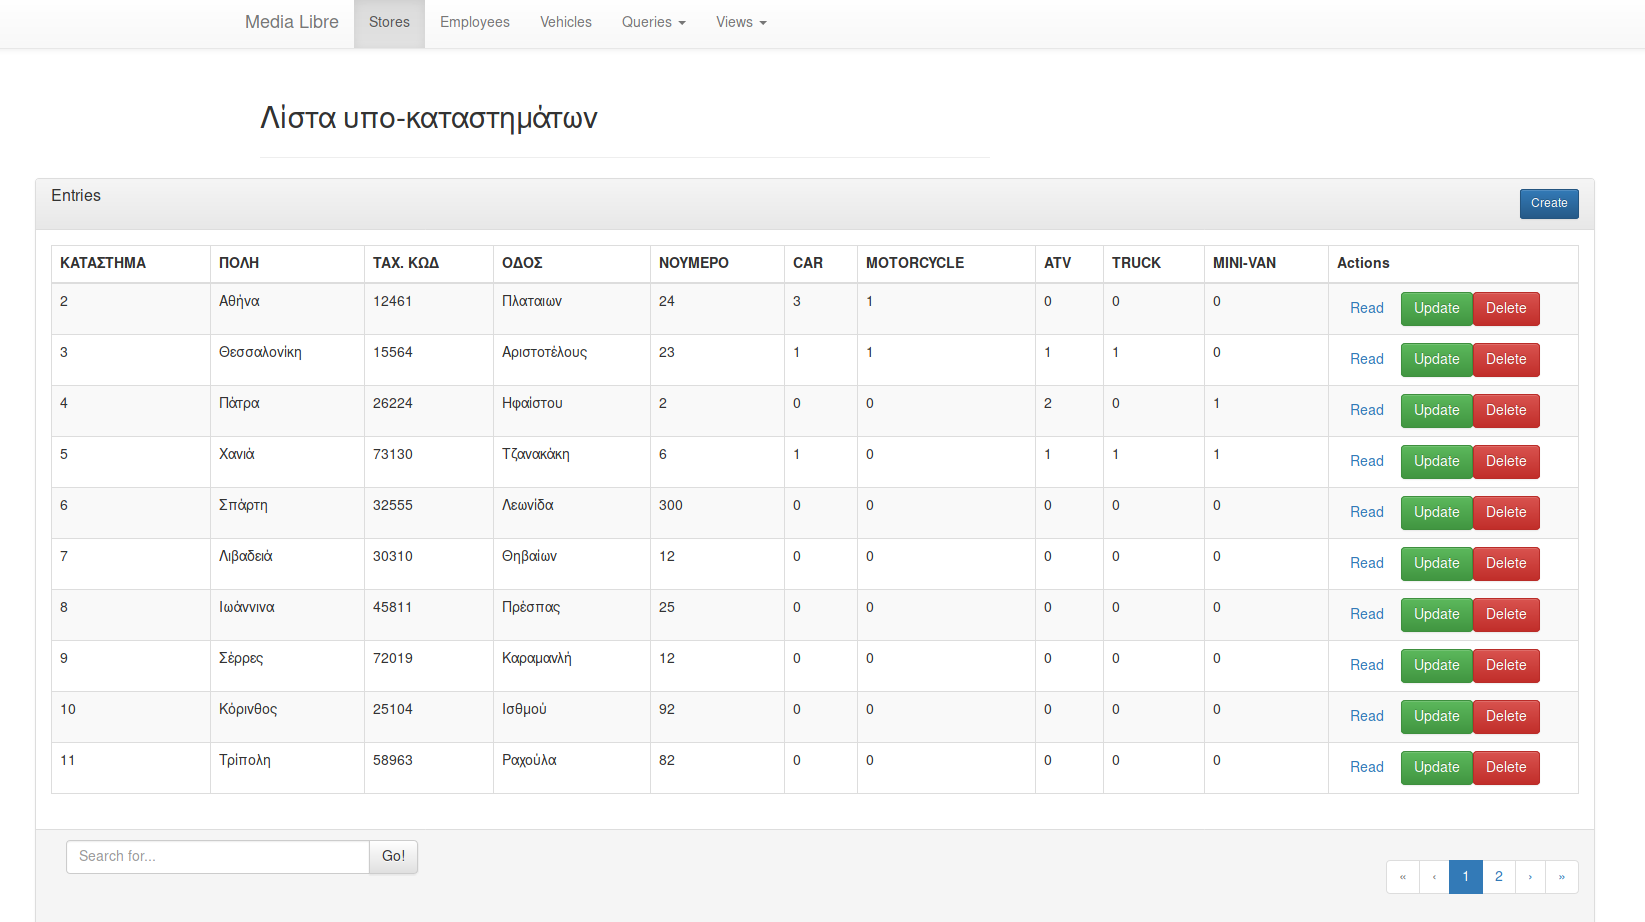 Media Libre Stores Employees Vehicles Queries Views
Λίστα υπο-καταστημάτων
Entries Create
ΚΑΤΑΣΤΗΜΑ ΠΟΛΗ ΤΑΧ. ΚΩΔ ΟΔΟΣ ΝΟΥΜΕΡΟ CAR MOTORCYCLE ATV TRUCK MINI-VAN Actions
2 Αθήνα 12461 Πλαταιων 24 3 1 0 0 0 Read Update Delete
3 Θεσσαλονίκη 15564 Αριστοτέλους 23 1 1 1 1 0 Read Update Delete
4 Πάτρα 26224 Ηφαίστου 2 0 0 2 0 1 Read Update Delete
5 Χανιά 73130 Τζανακάκη 6 1 0 1 1 1 Read Update Delete
6 Σπάρτη 32555 Λεωνίδα 300 0 0 0 0 0 Read Update Delete
7 Λιβαδειά 30310 Θηβαίων 12 0 0 0 0 0 Read Update Delete
8 Ιωάννινα 45811 Πρέσπας 25 0 0 0 0 0 Read Update Delete
9 Σέρρες 72019 Καραμανλή 12 0 0 0 0 0 Read Update Delete
10 Κόρινθος 25104 Ισθμού 92 0 0 0 0 0 Read Update Delete
11 Τρίπολη 58963 Ραχούλα 82 0 0 0 0 0 Read Update Delete
Search for... Go!
« ‹ 1 2 › »